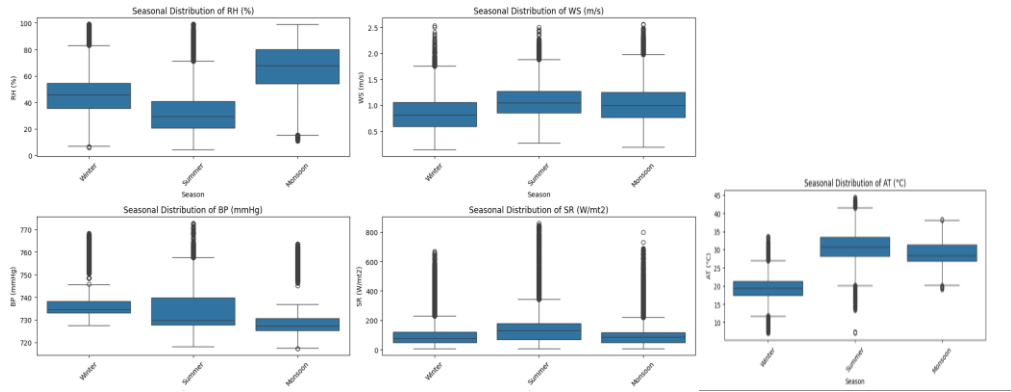 Seasonal Distribution of RH (%)
RH (%)
100
80
60
40
20
0
Winter
Summer
Monsoon
Season
Seasonal Distribution of WS (m/s)
WS (m/s)
2.5
2.0
1.5
1.0
0.5
Winter
Summer
Monsoon
Season
Seasonal Distribution of BP (mmHg)
BP (mmHg)
770
760
750
740
730
720
Winter
Summer
Monsoon
Seasonal Distribution of SR (W/mt2)
SR (W/mt2)
800
600
400
200
0
Winter
Summer
Monsoon
Seasonal Distribution of AT (°C)
AT (°C)
45
40
35
30
25
20
15
10
Winter
Summer
Monsoon
Season